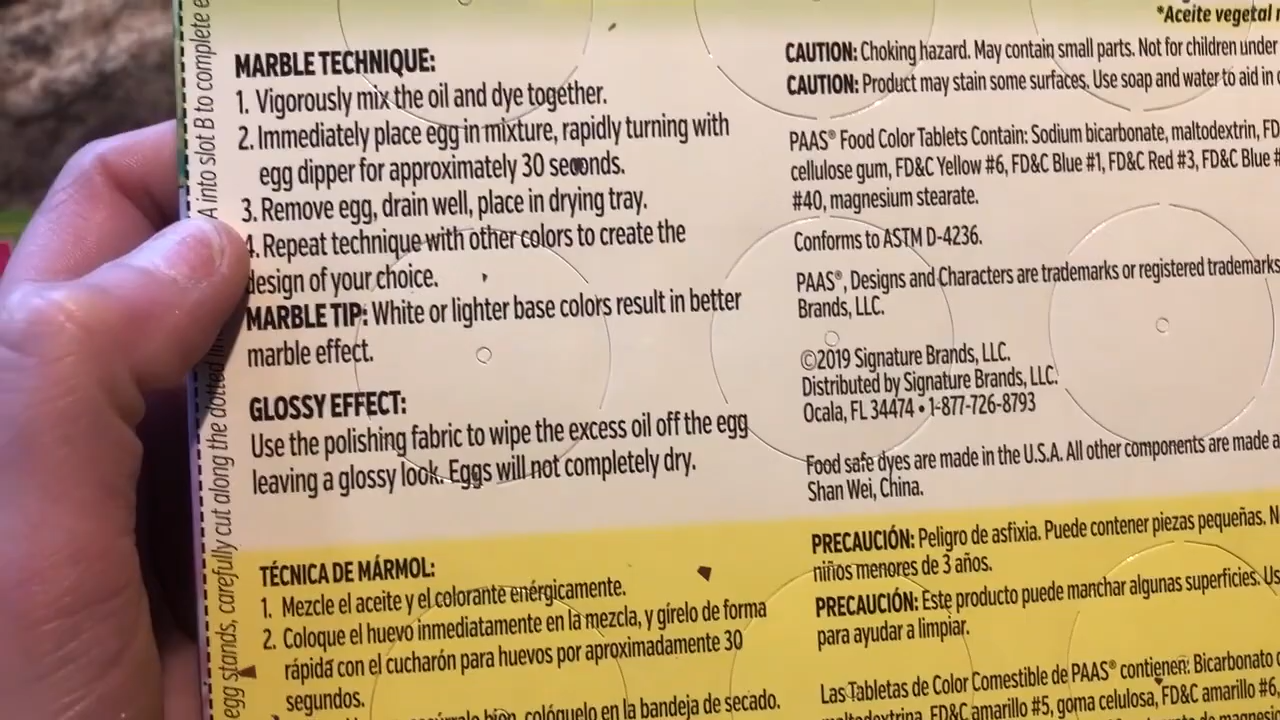 *Aceite vegetal
A into slot B to complete
egg stands, carefully cut along the dotted
MARBLE TECHNIQUE:
1. Vigorously mix the oil and dye together.
2. Immediately place egg in mixture, rapidly turning with
egg dipper for approximately 30 seconds.
3. Remove egg, drain well, place in drying tray.
4. Repeat technique with other colors to create the
design of your choice.
MARBLE TIP: White or lighter base colors result in better
marble effect.
GLOSSY EFFECT:
Use the polishing fabric to wipe the excess oil off the egg
leaving a glossy look. Eggs will not completely dry.
TÉCNICA DE MÁRMOL:
1. Mezcle el aceite y el colorante enérgicamente.
2. Coloque el huevo inmediatamente en la mezcla, y gírelo de forma
rápida con el cucharón para huevos por aproximadamente 30
segundos.
bien, colóquelo en la bandeja de secado.
CAUTION: Choking hazard. May contain small parts. Not for children under
CAUTION: Product may stain some surfaces. Use soap and water to aid in
PAAS® Food Color Tablets Contain: Sodium bicarbonate, maltodextrin, FD
cellulose gum, FD&C Yellow #6, FD&C Blue #1, FD&C Red #3, FD&C Blue #
#40, magnesium stearate.
Conforms to ASTM D-4236.
PAAS®, Designs and Characters are trademarks or registered trademarks
Brands, LLC.
©2019 Signature Brands, LLC.
Distributed by Signature Brands, LLC.
Ocala, FL 34474 • 1-877-726-8793
Food safe dyes are made in the U.S.A. All other components are made
Shan Wei, China.
PRECAUCIÓN: Peligro de asfixia. Puede contener piezas pequeñas.
niños menores de 3 años.
PRECAUCIÓN: Este producto puede manchar algunas superficies.
para ayudar a limpiar.
Las Tabletas de Color Comestible de PAAS® contienen: Bicarbonato
maltodextrina, FD&C amarillo #5, goma celulosa, FD&C amarillo #6,